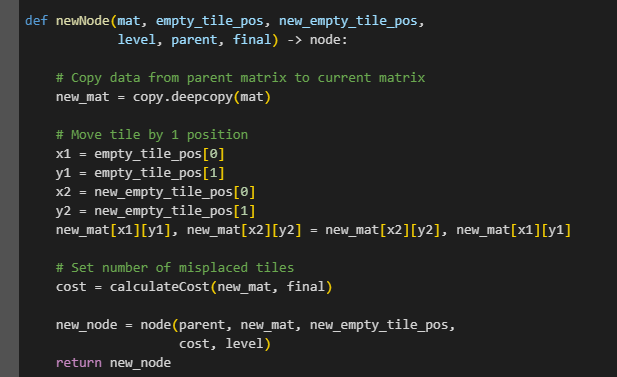 def newNode(mat, empty_tile_pos, new_empty_tile_pos,
            level, parent, final) -> node:
    # Copy data from parent matrix to current matrix
    new_mat = copy.deepcopy(mat)
    # Move tile by 1 position
    x1 = empty_tile_pos[0]
    y1 = empty_tile_pos[1]
    x2 = new_empty_tile_pos[0]
    y2 = new_empty_tile_pos[1]
    new_mat[x1][y1], new_mat[x2][y2] = new_mat[x2][y2], new_mat[x1][y1]
    # Set number of misplaced tiles
    cost = calculateCost(new_mat, final)
    new_node = node(parent, new_mat, new_empty_tile_pos,
                    cost, level)
    return new_node